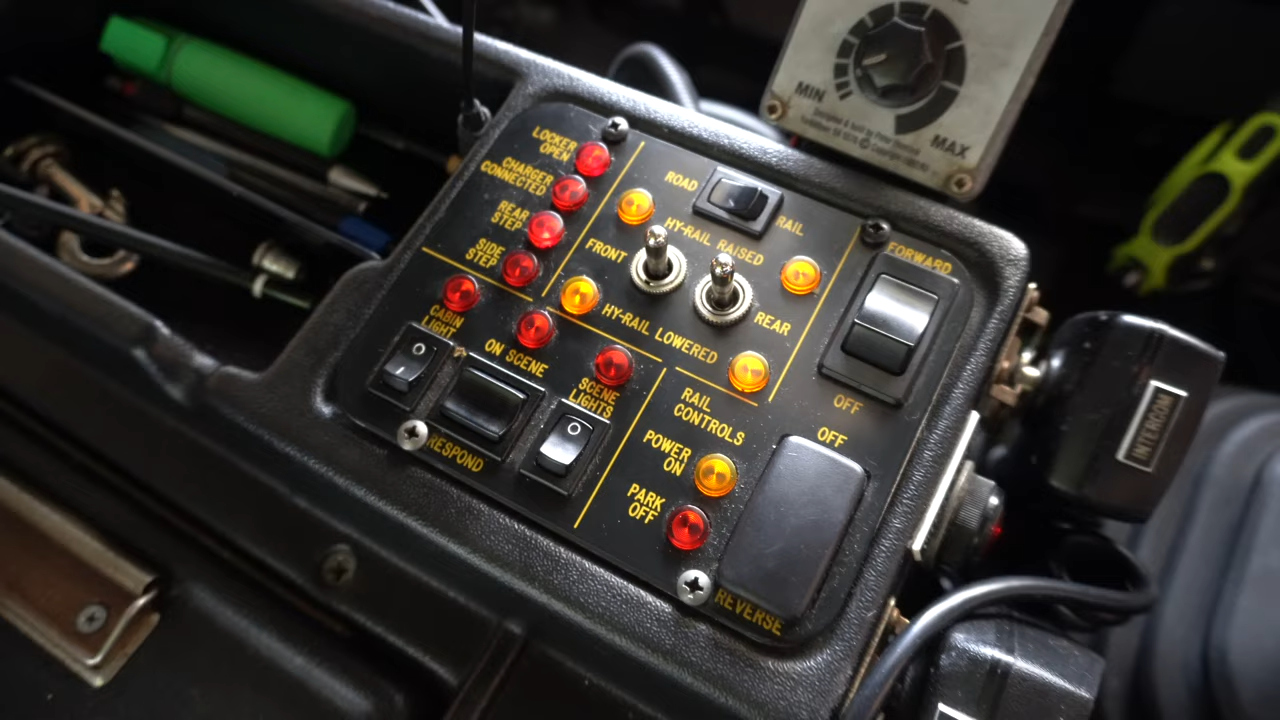 MIN
MAX
LOCKER
OPEN
CHARGER
CONNECTED
REAR
STEP
SIDE
STEP
CABIN
LIGHT
ON SCENE
RESPOND
SCENE
LIGHTS
ROAD
RAIL
HY-RAIL RAISED
FRONT
REAR
HY-RAIL LOWERED
FORWARD
OFF
OFF
REVERSE
RAIL
CONTROLS
POWER
ON
PARK
OFF
INTERCOM